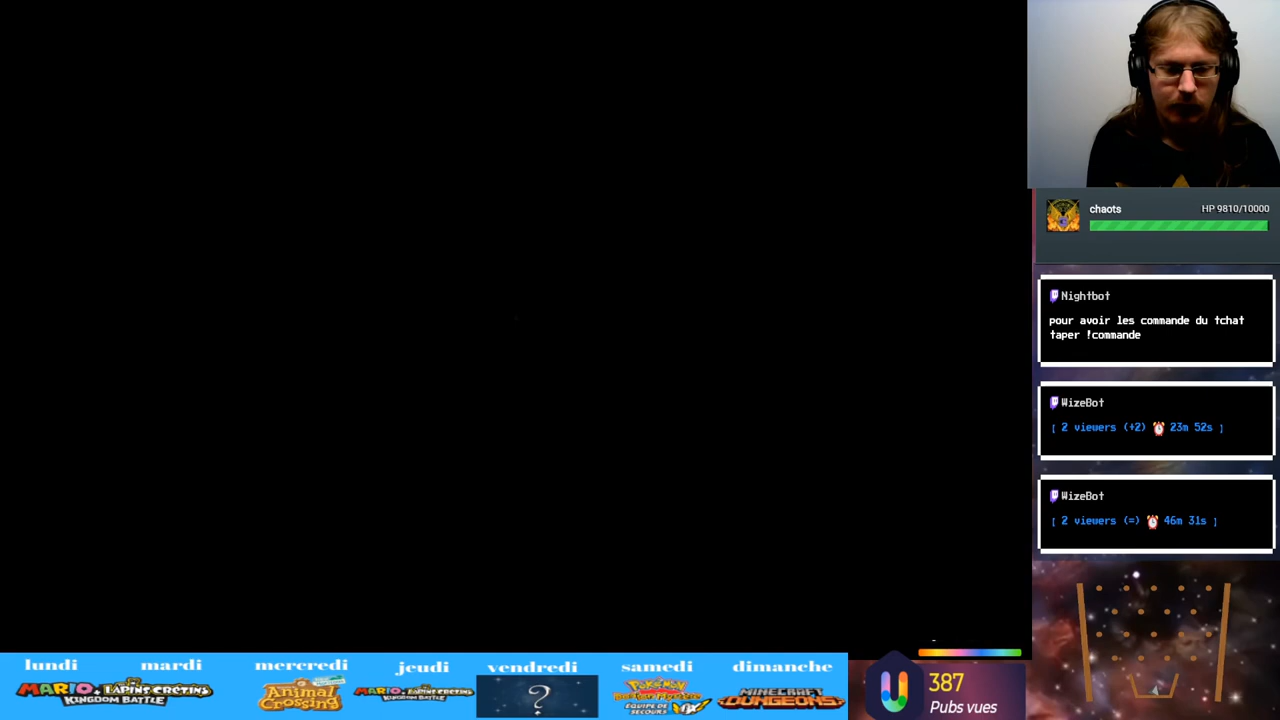 chaots HP 9810/10000
Nightbot
pour avoir les commande du tchat
taper !commande
WizeBot
[ 2 viewers (+2) ⏰ 23m 52s ]
WizeBot
[ 2 viewers (=) ⏰ 46m 31s ]
lundi mardi mercredi jeudi vendredi samedi dimanche
MARIO + LAPINS CRETINS
KINGDOM BATTLE
Animal
Crossing
MARIO + LAPINS CRETINS
KINGDOM BATTLE
?
POKÉMON
ÉQUIPE DE
SECOURS DX
MINECRAFT
DUNGEONS
387
Pubs vues